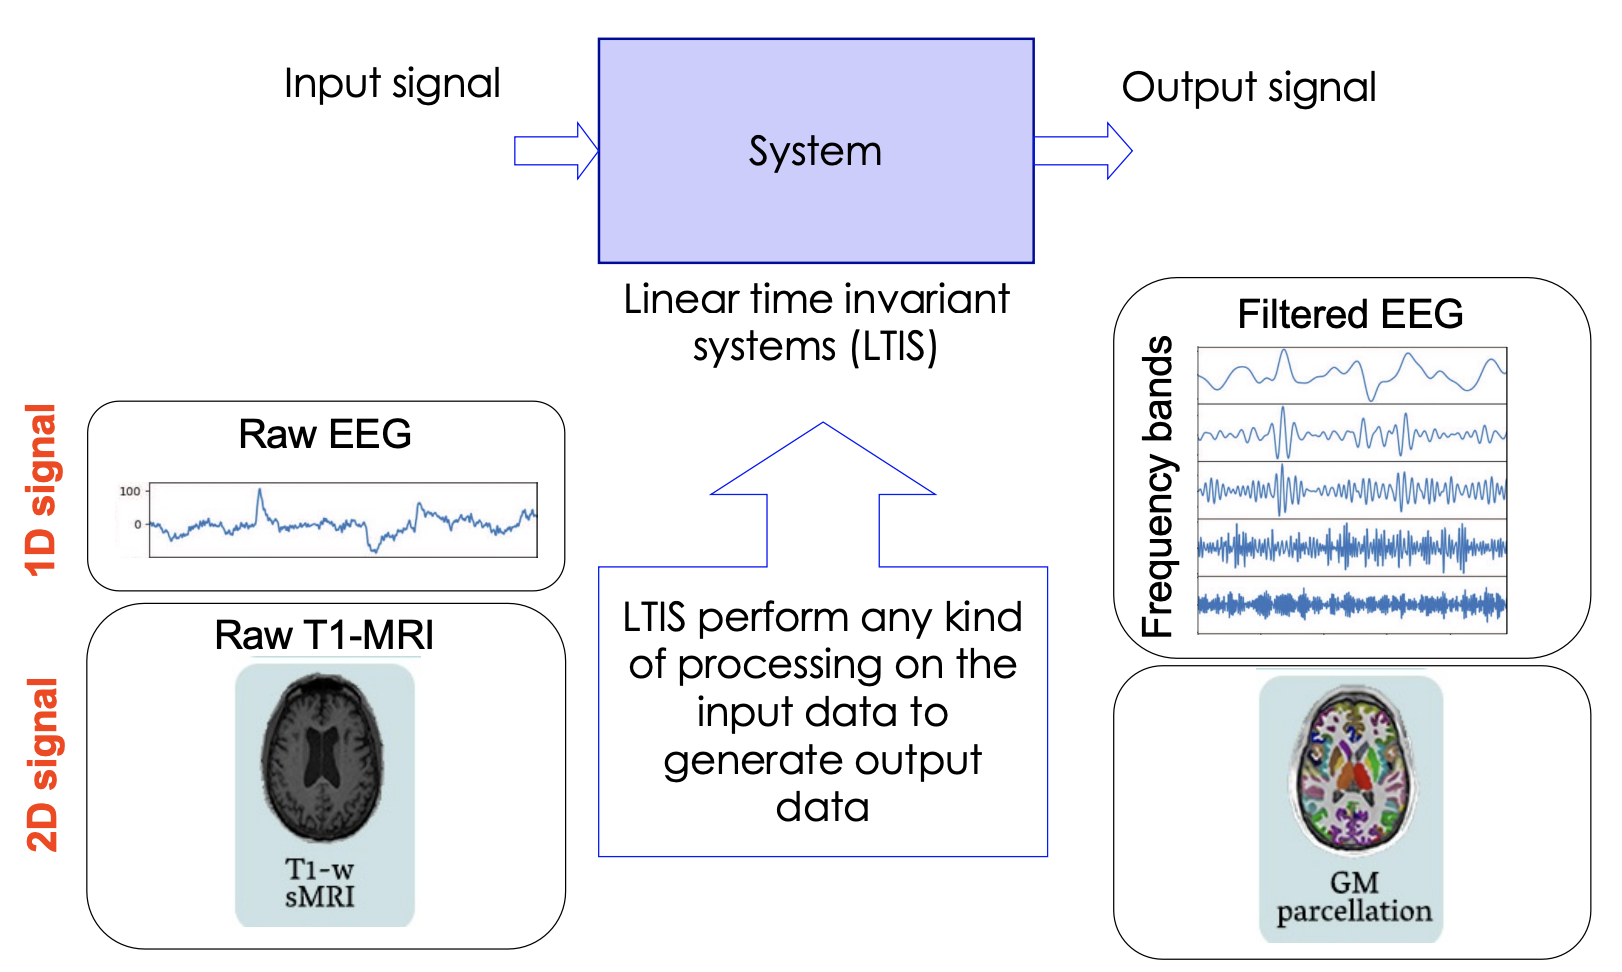 Input signal
System
Output signal
Linear time invariant
systems (LTIS)
1D signal
Raw EEG
100
0
2D signal
Raw T1-MRI
T1-w
sMRI
LTIS perform any kind
of processing on the
input data to
generate output
data
Filtered EEG
Frequency bands
GM
parcellation